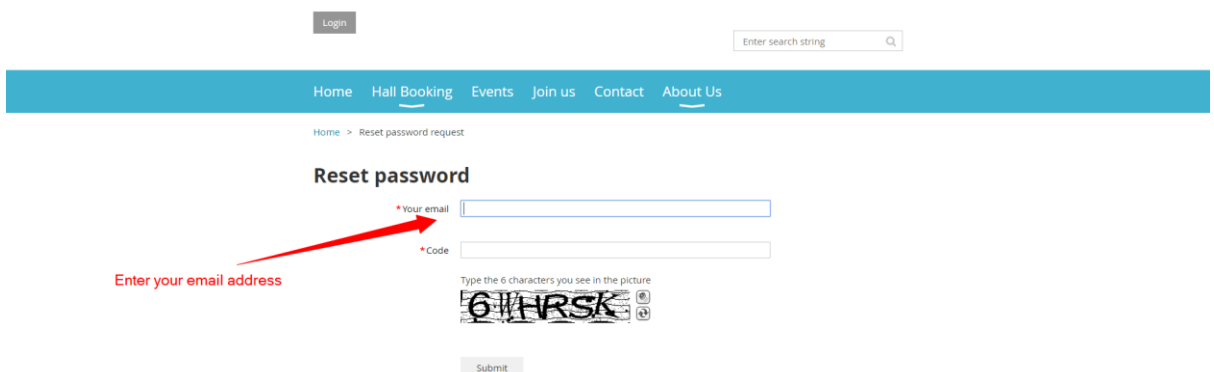 Login
Enter search string
Home Hall Booking Events Join us Contact About Us
Home > Reset password request
Reset password
*Your email
*Code
Enter your email address
Type the 6 characters you see in the picture
6WHRSK
Submit